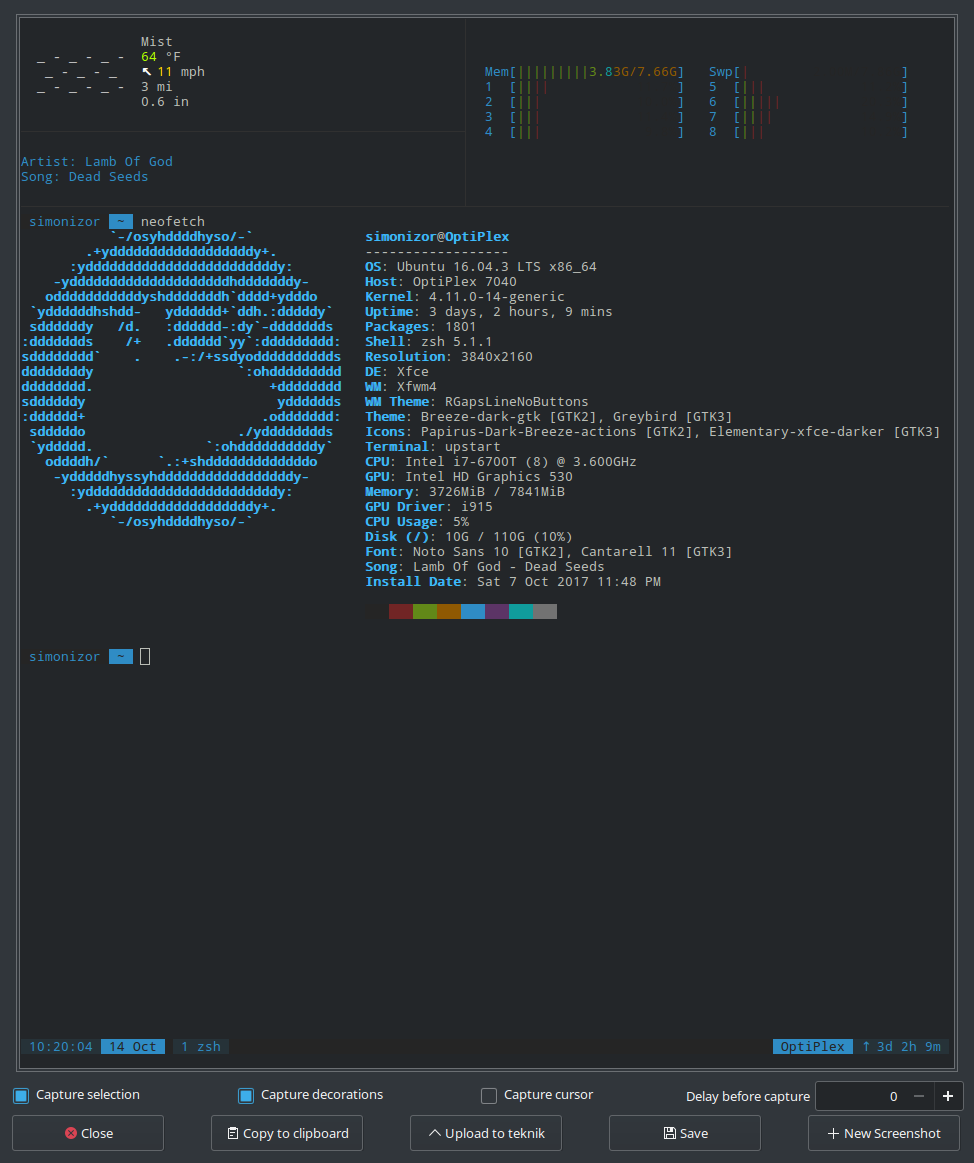 Mist
_ - _ - _ - 64 °F
_ - _ - _ ↖ 11 mph
_ - _ - _ - 3 mi
0.6 in
Mem[|||||||||3.83G/7.66G] Swp[| ]
1 [|||| ] 5 [||| ]
2 [||| ] 6 [||||| ]
3 [||| ] 7 [|||| ]
4 [||| ] 8 [||| ]
Artist: Lamb Of God
Song: Dead Seeds
simonizor ~ neofetch
`-/osyhddddhyso/-` simonizor@OptiPlex
.+yddddddddddddddddddy+. ------------------
:yddddddddddddddddddddddddy: OS: Ubuntu 16.04.3 LTS x86_64
-yddddddddddddddddddddhdddddddy- Host: OptiPlex 7040
odddddddddddyshdddddddh`dddd+ydddo Kernel: 4.11.0-14-generic
`yddddddhshdd- ydddddd+`ddh.:dddddy` Uptime: 3 days, 2 hours, 9 mins
sddddddy /d. :dddddd-:dy`-ddddddds Packages: 1801
:ddddddds /+ .dddddd`yy`:ddddddddd: Shell: zsh 5.1.1
sdddddddd` . .-:/+ssdyodddddddddds Resolution: 3840x2160
ddddddddy `:ohddddddddd DE: Xfce
dddddddd. +dddddddd WM: Xfwm4
sddddddy ydddddds WM Theme: RGapsLineNoButtons
:dddddd+ .oddddddd: Theme: Breeze-dark-gtk [GTK2], Greybird [GTK3]
sdddddo ./ydddddddds Icons: Papirus-Dark-Breeze-actions [GTK2], Elementary-xfce-darker [GTK3]
`yddddd. `:ohddddddddddy` Terminal: upstart
oddddh/` `.:+shdddddddddddddo CPU: Intel i7-6700T (8) @ 3.600GHz
-ydddddhyssyhdddddddddddddddddy- GPU: Intel HD Graphics 530
:yddddddddddddddddddddddddy: Memory: 3726MiB / 7841MiB
.+yddddddddddddddddddy+. GPU Driver: i915
`-/osyhddddhyso/-` CPU Usage: 5%
Disk (/): 10G / 110G (10%)
Font: Noto Sans 10 [GTK2], Cantarell 11 [GTK3]
Song: Lamb Of God - Dead Seeds
Install Date: Sat 7 Oct 2017 11:48 PM
simonizor ~
10:20:04 14 Oct 1 zsh OptiPlex ↑ 3d 2h 9m
Capture selection Capture decorations Capture cursor Delay before capture 0 − +
Close Copy to clipboard Upload to teknik Save New Screenshot